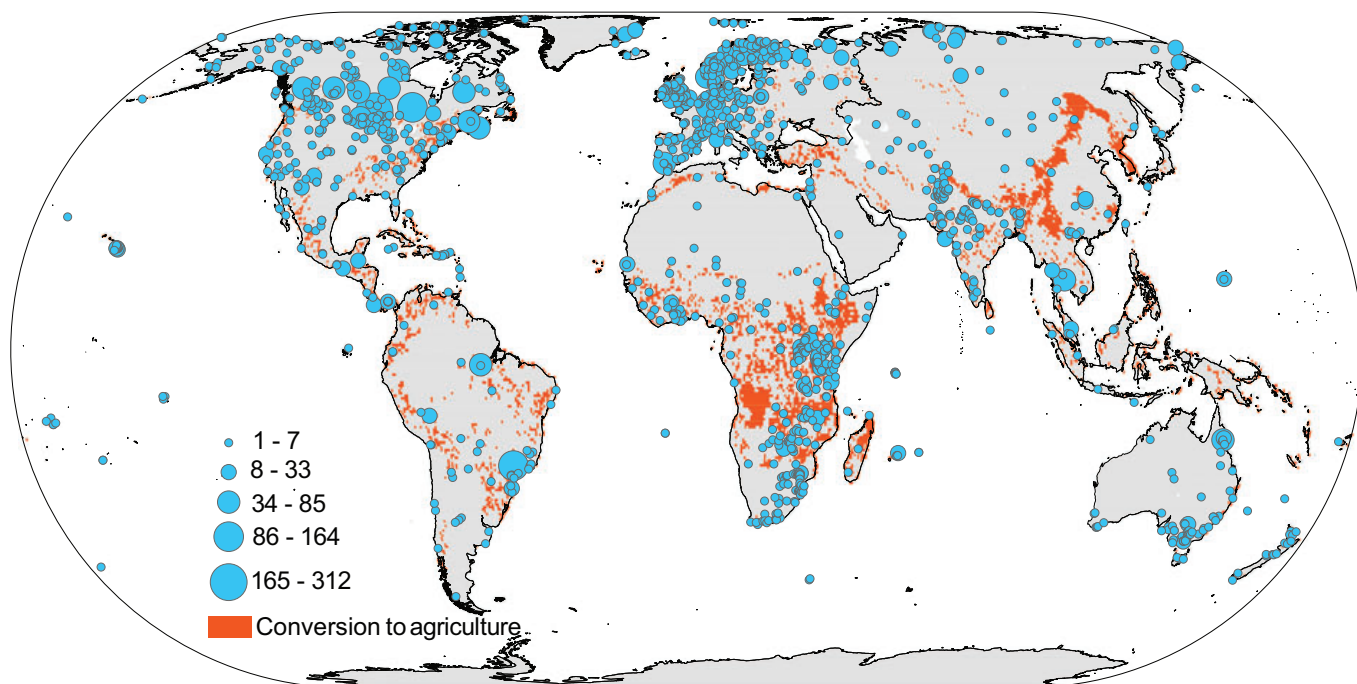 1 - 7
8 - 33
34 - 85
86 - 164
165 - 312
Conversion to agriculture